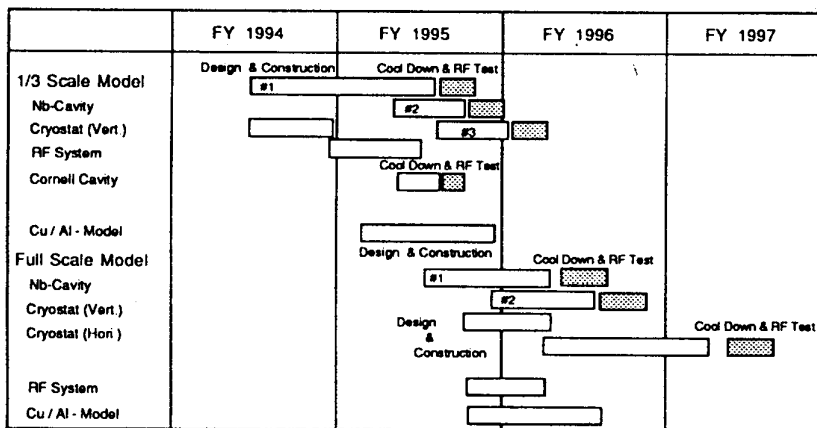 FY 1994 FY 1995 FY 1996 FY 1997
Design & Construction Cool Down & RF Test
1/3 Scale Model #1
Nb-Cavity #2
Cryostat (Vert.) #3
RF System
Cool Down & RF Test
Cornell Cavity
Cu / Al - Model
Design & Construction
Full Scale Model Cool Down & RF Test
#1
Nb-Cavity
#2
Cryostat (Vert.)
Cryostat (Hori.) Design & Construction Cool Down & RF Test
RF System
Cu / Al - Model